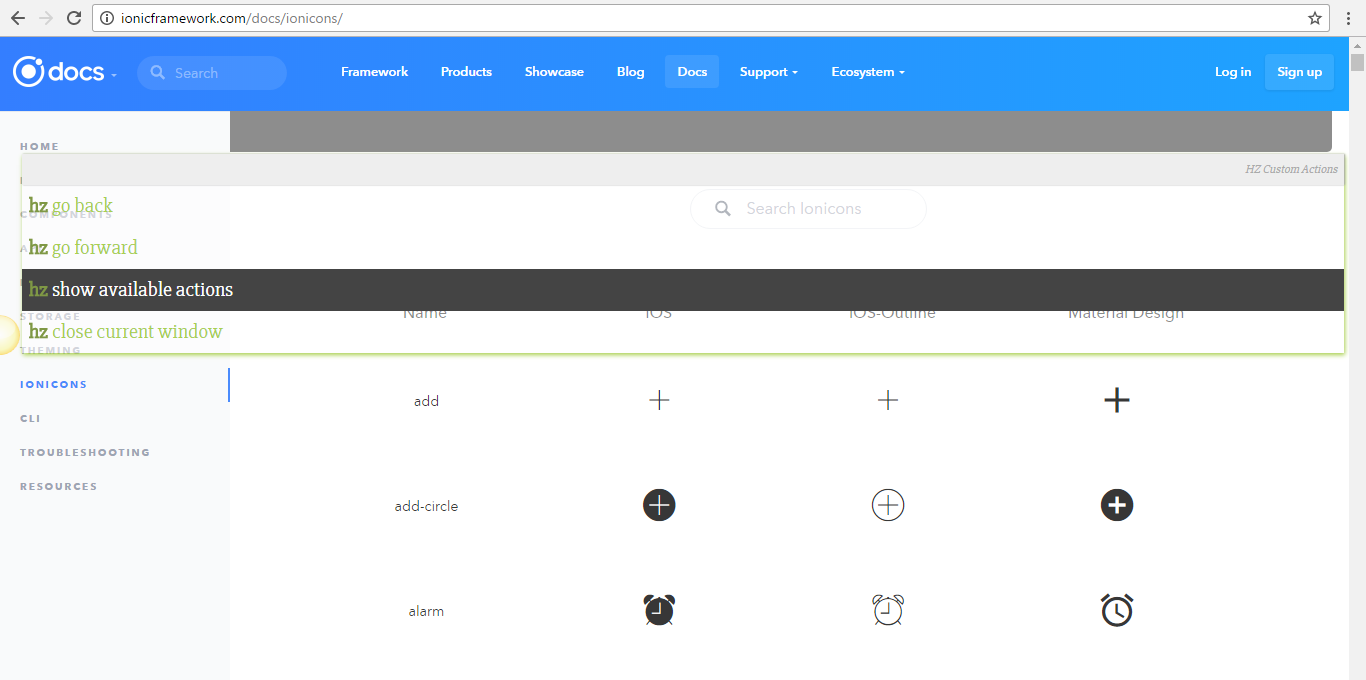 ionicframework.com/docs/ionicons/
docs Search Framework Products Showcase Blog Docs Support Ecosystem Log in Sign up
HOME
HZ Custom Actions
hz go back
Search Ionicons
COMPONENTS
hz go forward
hz show available actions
Name iOS iOS-Outline Material Design
STORAGE
hz close current window
THEMING
IONICONS
add
CLI
TROUBLESHOOTING
RESOURCES
add-circle
alarm